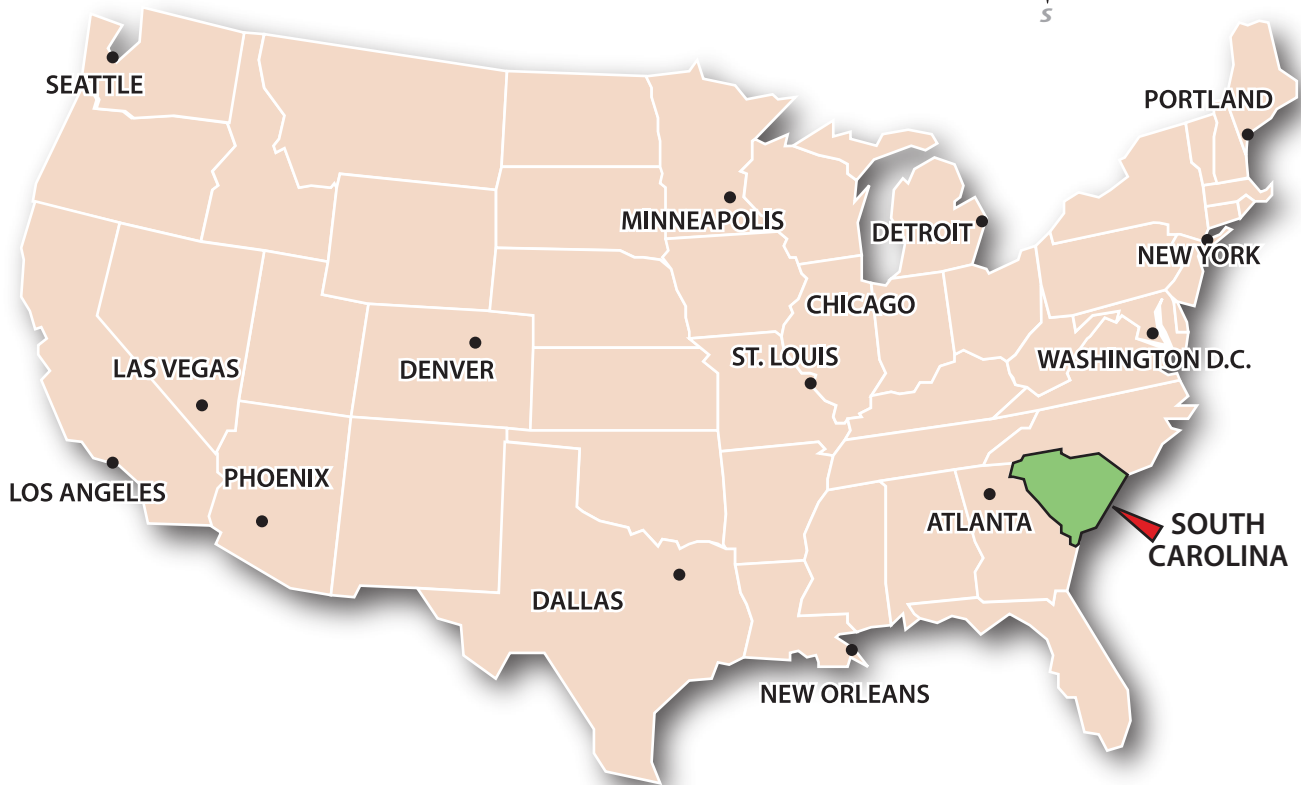 S
SEATTLE
PORTLAND
MINNEAPOLIS
DETROIT
NEW YORK
CHICAGO
ST. LOUIS
WASHINGTON D.C.
LAS VEGAS
DENVER
PHOENIX
LOS ANGELES
ATLANTA
SOUTH
CAROLINA
DALLAS
NEW ORLEANS